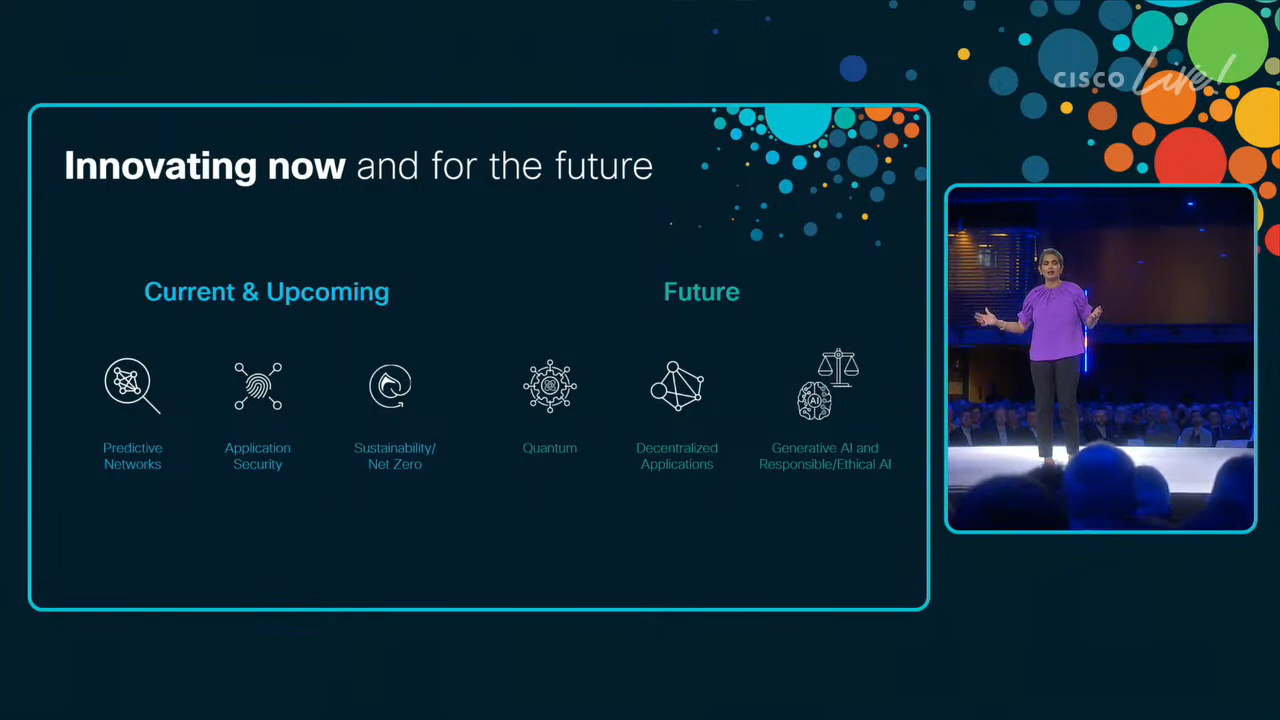 CISCO Live!
Innovating now and for the future
Current & Upcoming
Future
Predictive
Networks
Application
Security
Sustainability/
Net Zero
Quantum
Decentralized
Applications
AI
Generative AI and
Responsible/Ethical AI